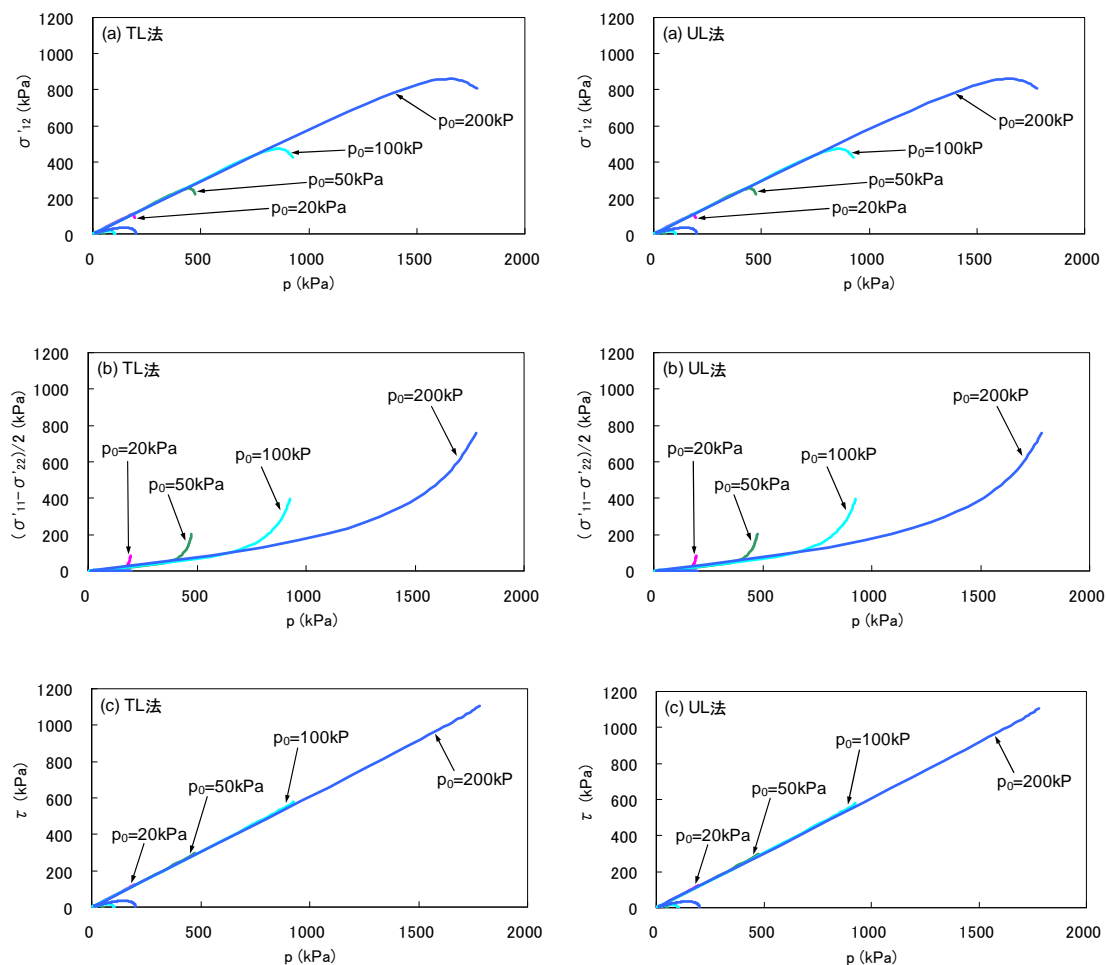 (a) TL法
1200
1000
800
600
400
200
0
σ'₁₂ (kPa)
p₀=200kP
p₀=100kP
p₀=50kPa
p₀=20kPa
0 500 1000 1500 2000
p (kPa)
(a) UL法
1200
1000
800
600
400
200
0
σ'₁₂ (kPa)
p₀=200kP
p₀=100kP
p₀=50kPa
p₀=20kPa
0 500 1000 1500 2000
p (kPa)
(b) TL法
1200
1000
800
600
400
200
0
(σ'₁₁-σ'₂₂)/2 (kPa)
p₀=200kP
p₀=100kP
p₀=20kPa
p₀=50kPa
0 500 1000 1500 2000
p (kPa)
(b) UL法
1200
1000
800
600
400
200
0
(σ'₁₁-σ'₂₂)/2 (kPa)
p₀=200kP
p₀=100kP
p₀=50kPa
p₀=20kPa
0 500 1000 1500 2000
p (kPa)
(c) TL法
1200
1000
800
600
400
200
0
τ (kPa)
p₀=100kP
p₀=200kP
p₀=50kPa
p₀=20kPa
0 500 1000 1500 2000
p (kPa)
(c) UL法
1200
1000
800
600
400
200
0
τ (kPa)
p₀=100kP
p₀=200kP
p₀=50kPa
p₀=20kPa
0 500 1000 1500 2000
p (kPa)